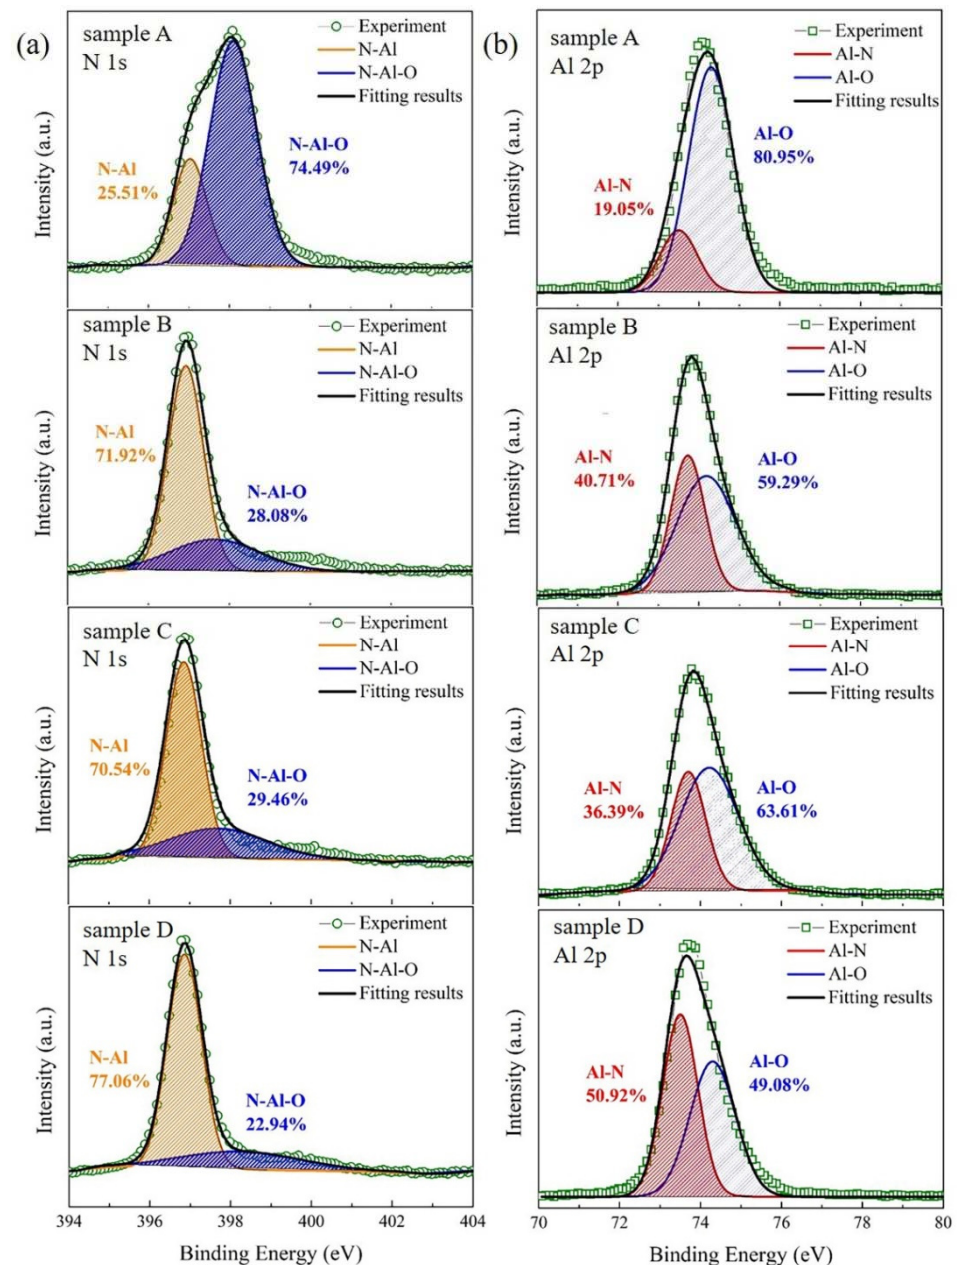 (a)
sample A
N 1s
Experiment
N-Al
N-Al-O
Fitting results
N-Al
25.51%
N-Al-O
74.49%
Intensity (a.u.)
sample B
N 1s
Experiment
N-Al
N-Al-O
Fitting results
N-Al
71.92%
N-Al-O
28.08%
Intensity (a.u.)
sample C
N 1s
Experiment
N-Al
N-Al-O
Fitting results
N-Al
70.54%
N-Al-O
29.46%
Intensity (a.u.)
sample D
N 1s
Experiment
N-Al
N-Al-O
Fitting results
N-Al
77.06%
N-Al-O
22.94%
Intensity (a.u.)
394 396 398 400 402 404
Binding Energy (eV)
(b)
sample A
Al 2p
Experiment
Al-N
Al-O
Fitting results
Al-O
80.95%
Al-N
19.05%
Intensity (a.u.)
sample B
Al 2p
Experiment
Al-N
Al-O
Fitting results
Al-N
40.71%
Al-O
59.29%
Intensity (a.u.)
sample C
Al 2p
Experiment
Al-N
Al-O
Fitting results
Al-N
36.39%
Al-O
63.61%
Intensity (a.u.)
sample D
Al 2p
Experiment
Al-N
Al-O
Fitting results
Al-N
50.92%
Al-O
49.08%
Intensity (a.u.)
70 72 74 76 78 80
Binding Energy (eV)